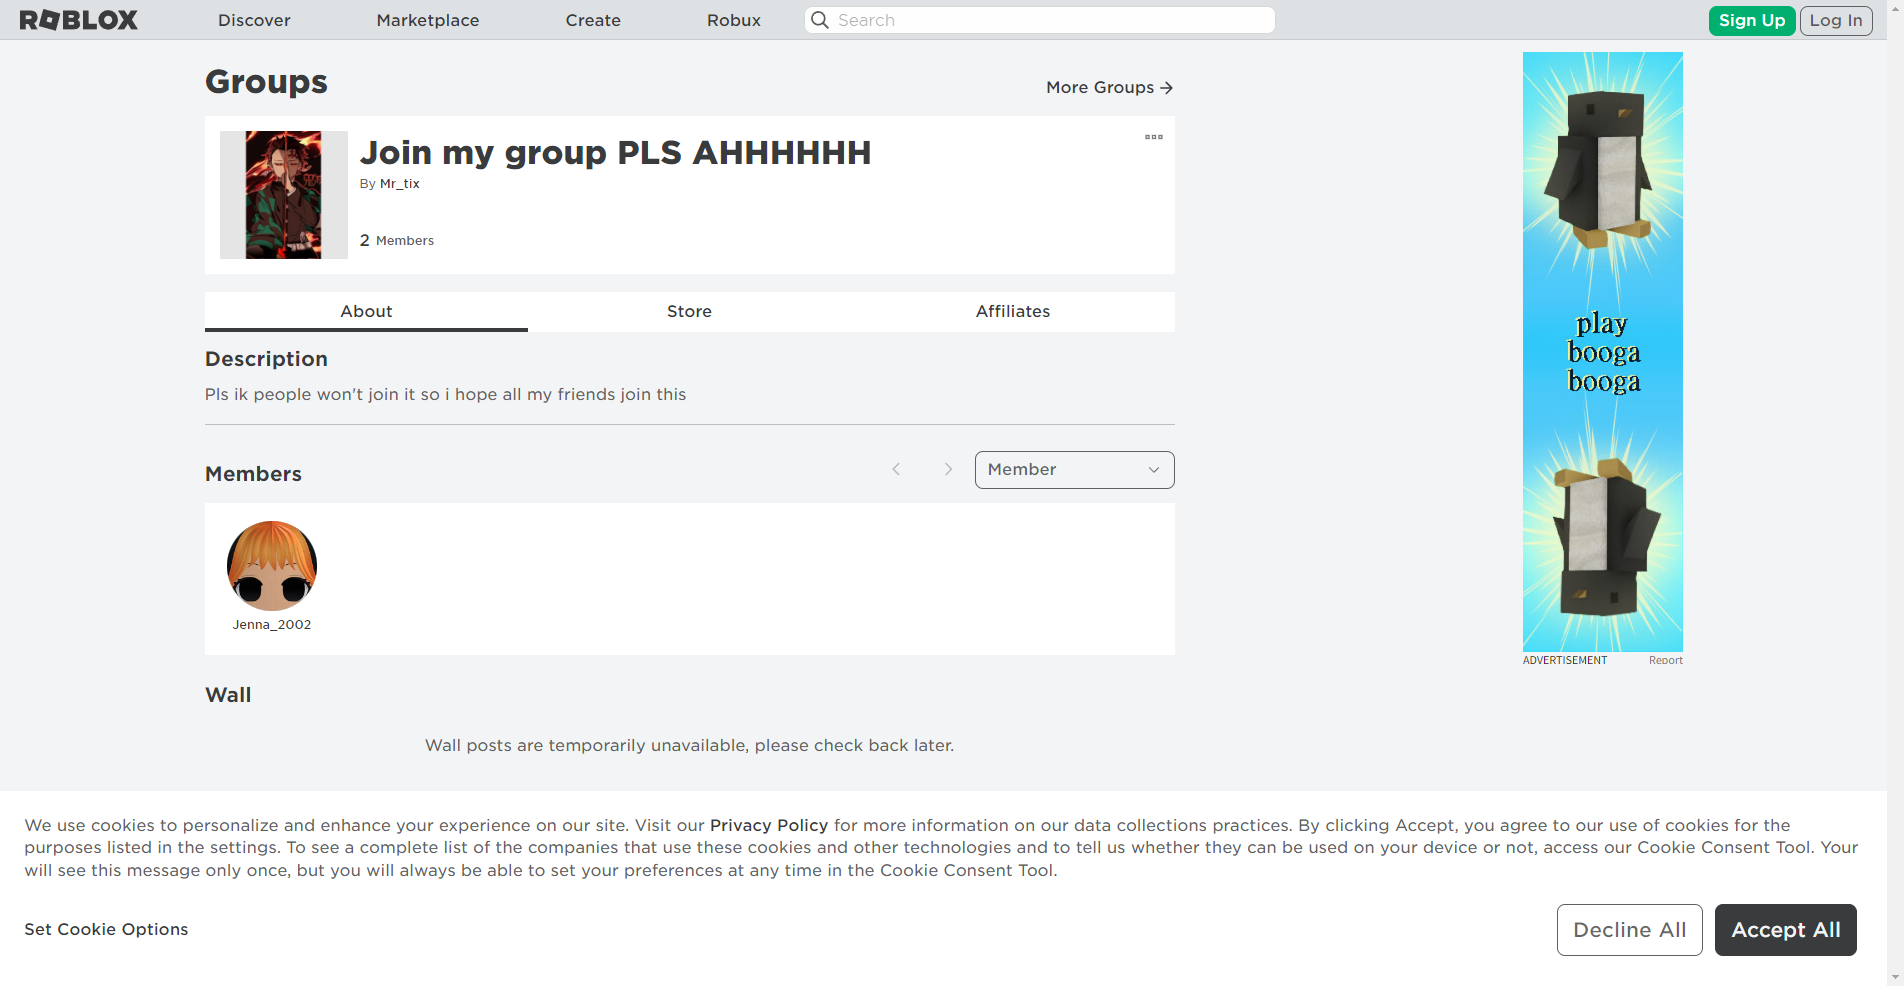 ROBLOX
Discover
Marketplace
Create
Robux
Search
Sign Up
Log In
Groups
More Groups →
Join my group PLS AHHHHHH
By Mr_tix
2 Members
About
Store
Affiliates
Description
Pls ik people won't join it so i hope all my friends join this
Members
Member
Jenna_2002
Wall
Wall posts are temporarily unavailable, please check back later.
play
booga
booga
ADVERTISEMENT
Report
We use cookies to personalize and enhance your experience on our site. Visit our Privacy Policy for more information on our data collections practices. By clicking Accept, you agree to our use of cookies for the
purposes listed in the settings. To see a complete list of the companies that use these cookies and other technologies and to tell us whether they can be used on your device or not, access our Cookie Consent Tool. Your
will see this message only once, but you will always be able to set your preferences at any time in the Cookie Consent Tool.
Set Cookie Options
Decline All
Accept All